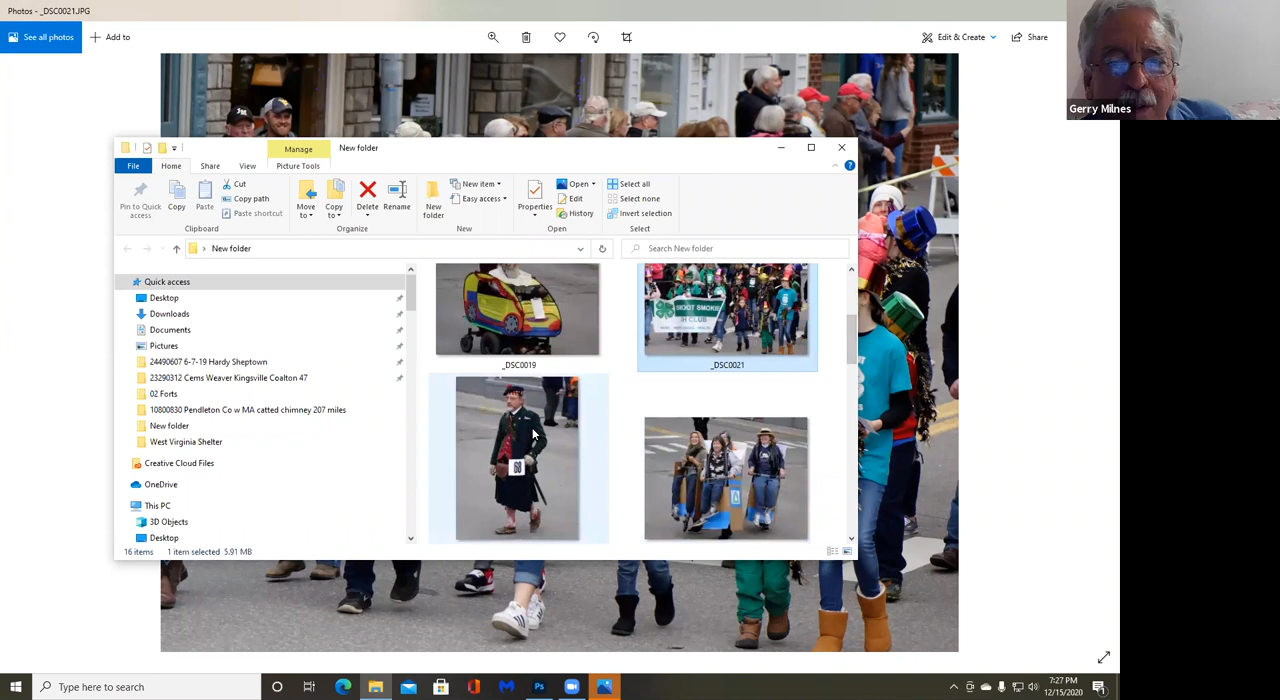 Photos - _DSC0021.JPG
See all photos
Add to
Edit & Create
Share
Gerry Milnes
Manage
New folder
File
Home
Share
View
Picture Tools
Pin to Quick access
Copy
Paste
Cut
Copy path
Paste shortcut
Move to
Copy to
Delete
Rename
New folder
New item
Easy access
Properties
Open
Edit
History
Select all
Select none
Invert selection
Clipboard
Organize
New
Open
Select
New folder
Search New folder
Quick access
Desktop
Downloads
Documents
Pictures
24490607 6-7-19 Hardy Sheptown
23290312 Cems Weaver Kingsville Coalton 47
02 Forts
10800830 Pendleton Co w MA catted chimney 207 miles
New folder
West Virginia Shelter
Creative Cloud Files
OneDrive
This PC
3D Objects
Desktop
_DSC0019
_DSC0021
HOOT SMOKE
4H CLUB
16 items
1 item selected 5.91 MB
Type here to search
Ps
7:27 PM
12/15/2020
1